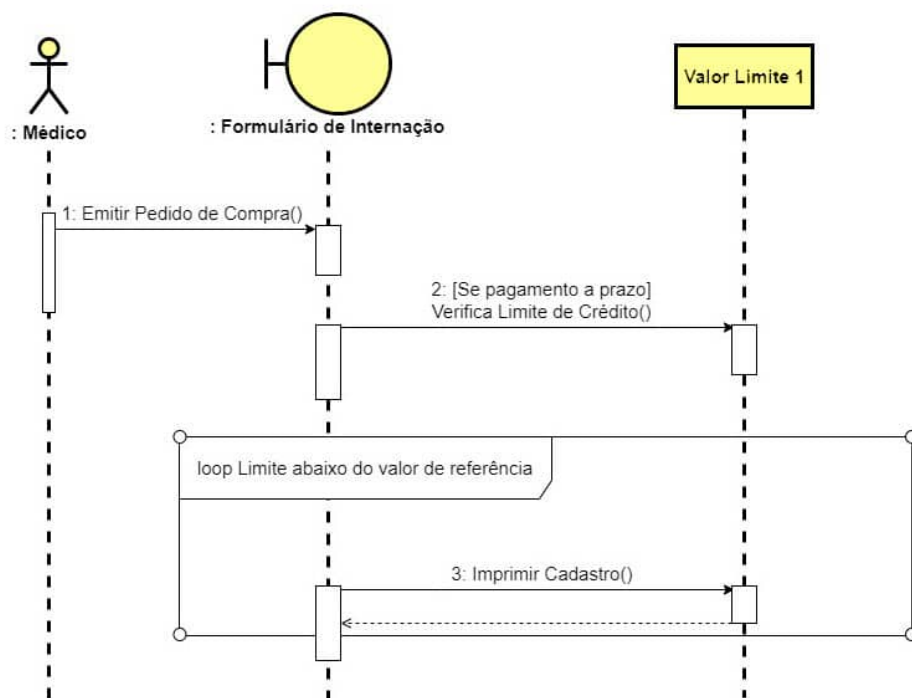 Valor Limite 1
: Médico
: Formulário de Internação
1: Emitir Pedido de Compra()
2: [Se pagamento a prazo]
Verifica Limite de Crédito()
loop Limite abaixo do valor de referência
3: Imprimir Cadastro()